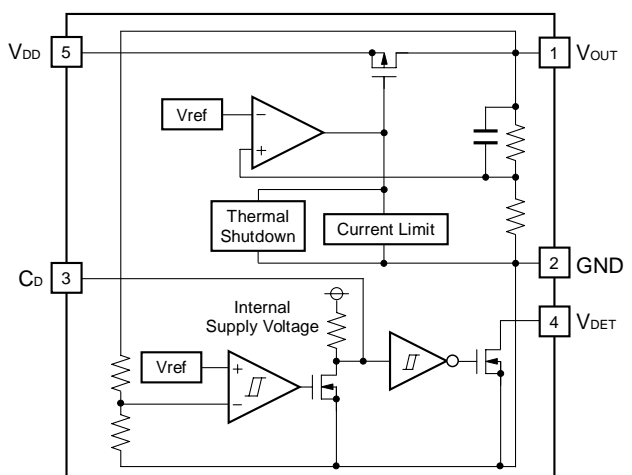 VDD 5
1 VOUT
Vref
−
+
Thermal
Shutdown
Current Limit
CD 3
2 GND
Internal
Supply Voltage
4 VDET
Vref
+
−